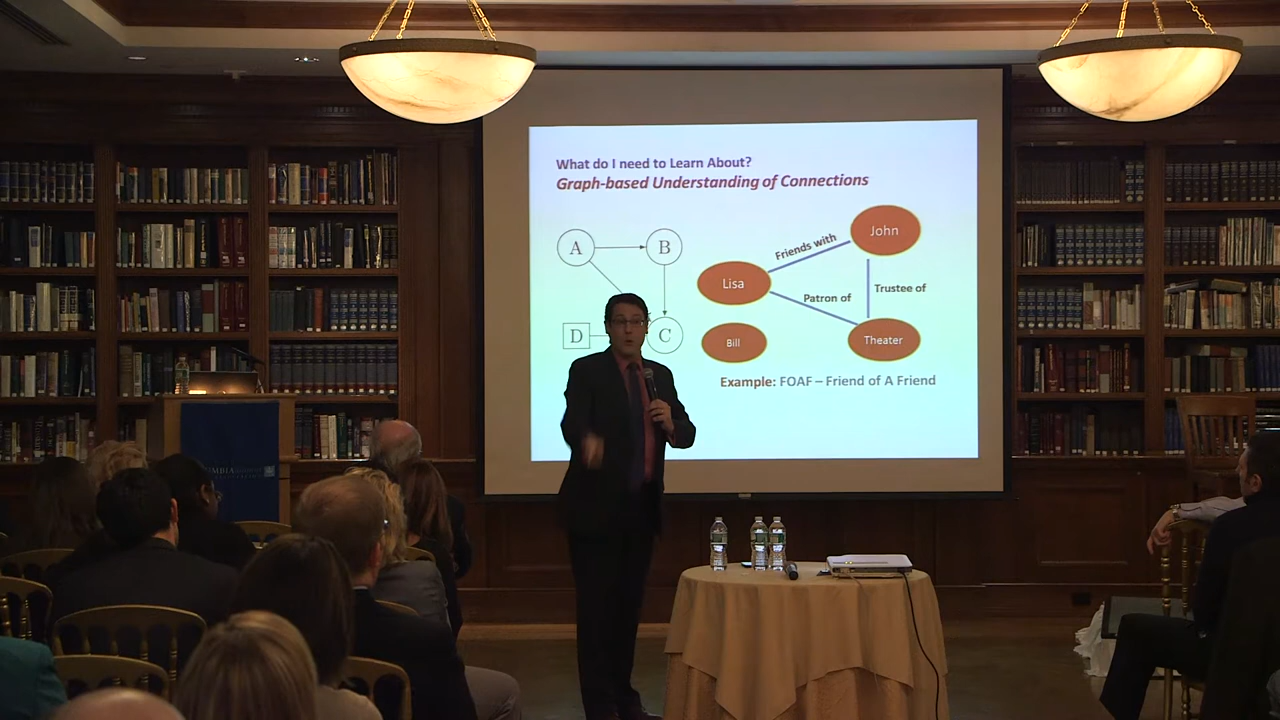 What do I need to Learn About?
Graph-based Understanding of Connections
A
B
D
C
John
Friends with
Lisa
Patron of
Trustee of
Bill
Theater
Example: FOAF – Friend of A Friend